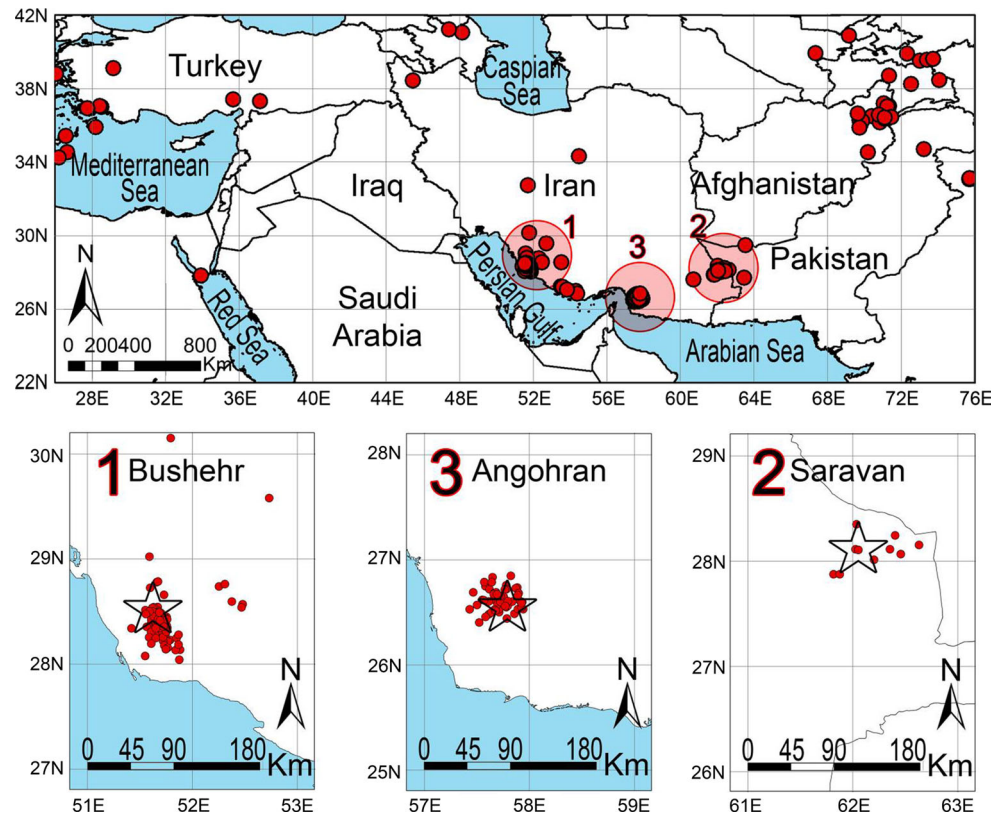 42N
38N
34N
30N
26N
22N
Turkey
Caspian
Sea
Mediterranean
Sea
Iraq
Iran
Afghanistan
1
2
3
Pakistan
N
Persian Gulf
Saudi
Arabia
Red Sea
Arabian Sea
0 200400 800
Km
28E 32E 36E 40E 44E 48E 52E 56E 60E 64E 68E 72E 76E
1 Bushehr
30N
29N
28N
27N
N
0 45 90 180
Km
51E 52E 53E
3 Angohran
28N
27N
26N
25N
N
0 45 90 180
Km
57E 58E 59E
2 Saravan
29N
28N
27N
26N
N
0 45 90 180
Km
61E 62E 63E